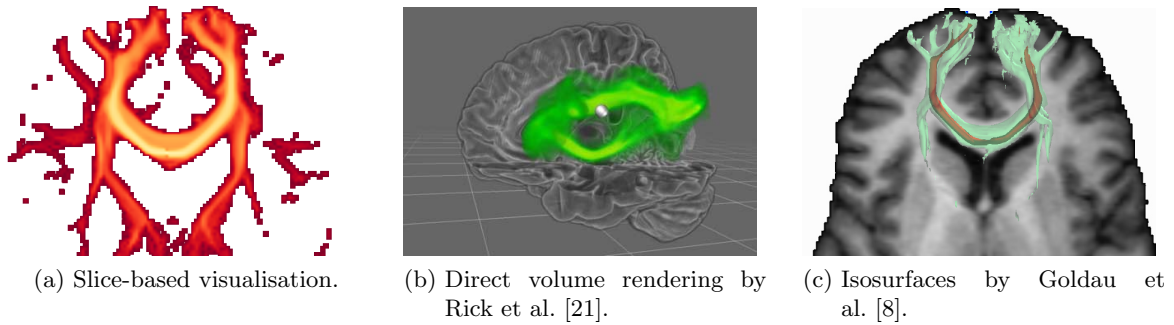 (a) Slice-based visualisation.
(b) Direct volume rendering by
Rick et al. [21].
(c) Isosurfaces by Goldau et
al. [8].